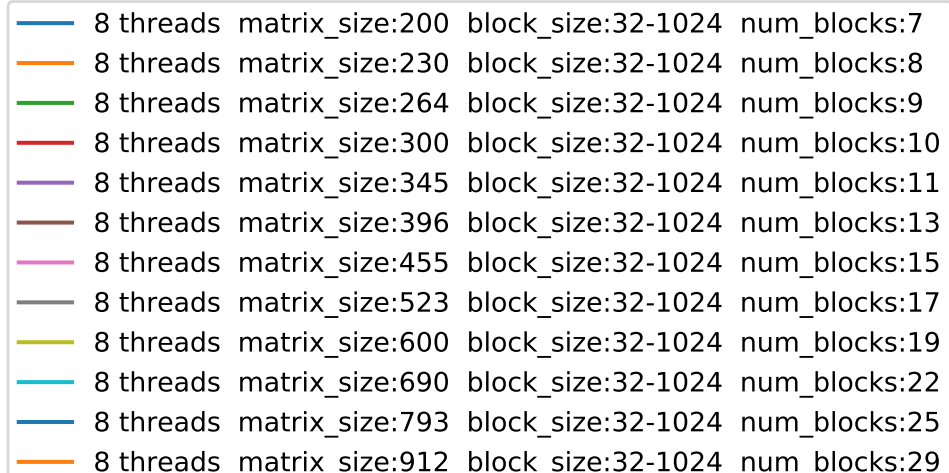 8 threads  matrix_size:200  block_size:32-1024  num_blocks:7
8 threads  matrix_size:230  block_size:32-1024  num_blocks:8
8 threads  matrix_size:264  block_size:32-1024  num_blocks:9
8 threads  matrix_size:300  block_size:32-1024  num_blocks:10
8 threads  matrix_size:345  block_size:32-1024  num_blocks:11
8 threads  matrix_size:396  block_size:32-1024  num_blocks:13
8 threads  matrix_size:455  block_size:32-1024  num_blocks:15
8 threads  matrix_size:523  block_size:32-1024  num_blocks:17
8 threads  matrix_size:600  block_size:32-1024  num_blocks:19
8 threads  matrix_size:690  block_size:32-1024  num_blocks:22
8 threads  matrix_size:793  block_size:32-1024  num_blocks:25
8 threads  matrix_size:912  block_size:32-1024  num_blocks:29